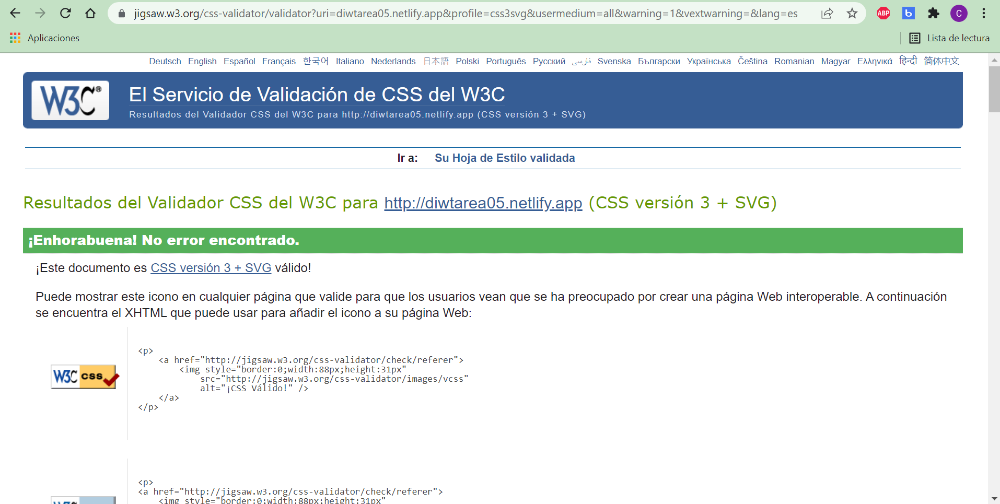 jigsaw.w3.org/css-validator/validator?uri=diwtarea05.netlify.app&profile=css3svg&usermedium=all&warning=1&vextwarning=&lang=es
ABP
b
C
Aplicaciones
Lista de lectura
Deutsch English Español Français 한국어 Italiano Nederlands 日本語 Polski Português Русский فارسی Svenska Български Українська Čeština Romanian Magyar Ελληνικά हिन्दी 简体中文
W3C®
El Servicio de Validación de CSS del W3C
Resultados del Validador CSS del W3C para http://diwtarea05.netlify.app (CSS versión 3 + SVG)
Ir a: Su Hoja de Estilo validada
Resultados del Validador CSS del W3C para http://diwtarea05.netlify.app (CSS versión 3 + SVG)
¡Enhorabuena! No error encontrado.
¡Este documento es CSS versión 3 + SVG válido!
Puede mostrar este icono en cualquier página que valide para que los usuarios vean que se ha preocupado por crear una página Web interoperable. A continuación
se encuentra el XHTML que puede usar para añadir el icono a su página Web:
W3C css
<p>
<a href="http://jigsaw.w3.org/css-validator/check/referer">
<img style="border:0;width:88px;height:31px"
src="http://jigsaw.w3.org/css-validator/images/vcss"
alt="¡CSS Válido!" />
</a>
</p>
<p>
<a href="http://jigsaw.w3.org/css-validator/check/referer">
<img style="border:0;width:88px;height:31px"